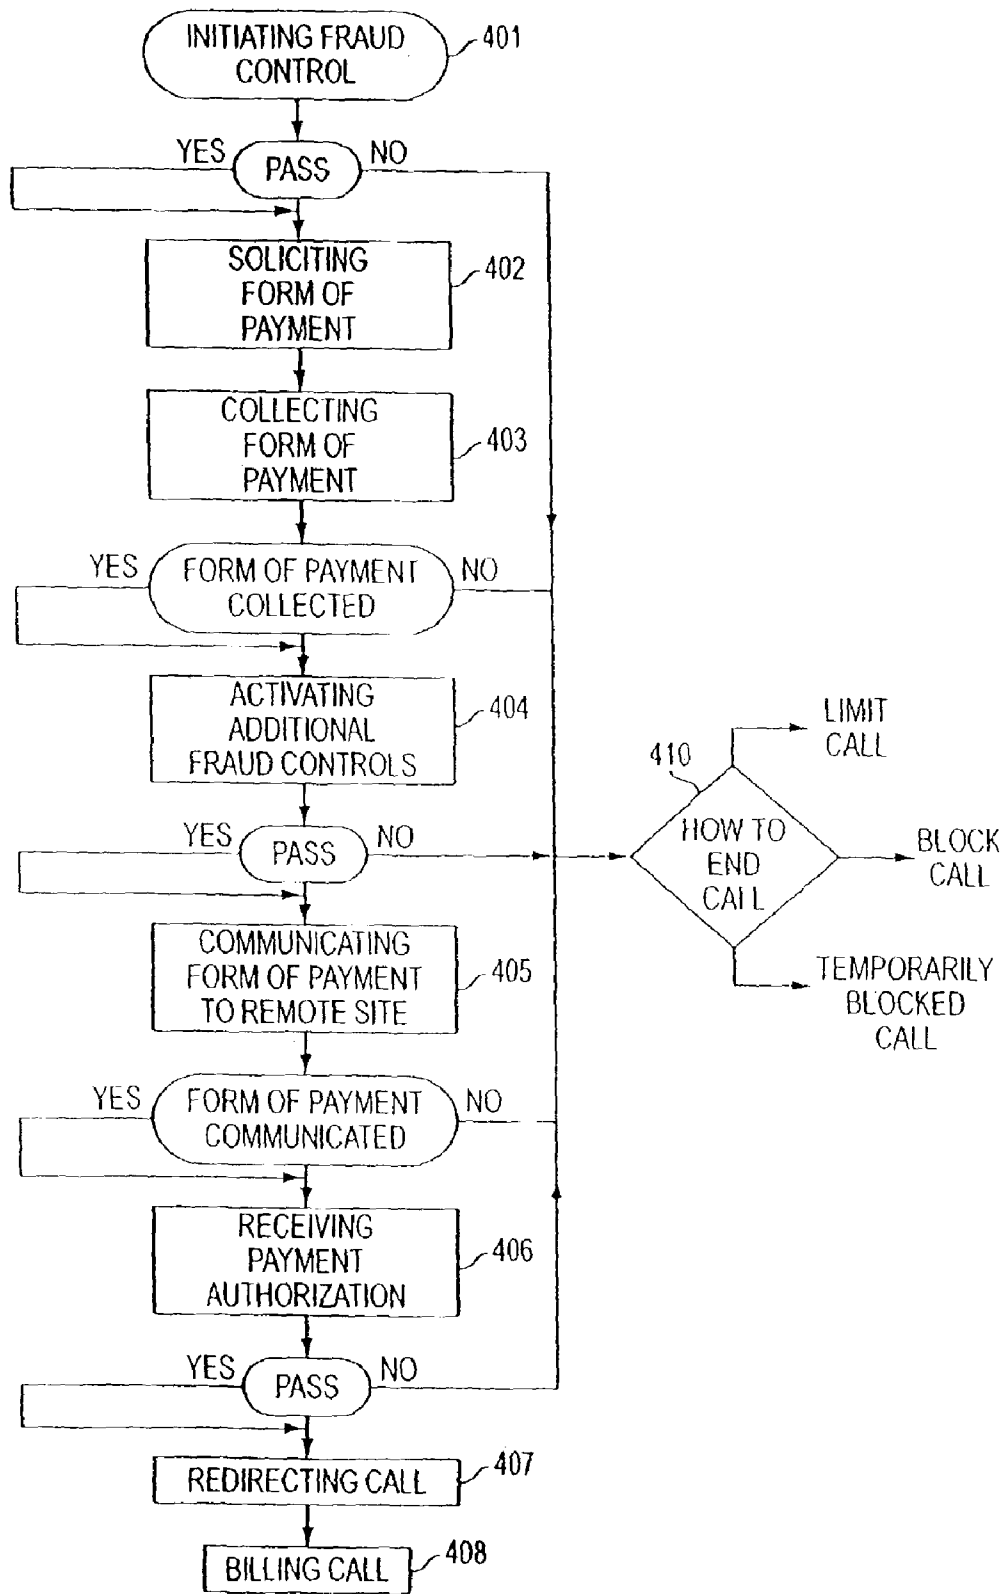 INITIATING FRAUD
CONTROL
401
YES
PASS
NO
SOLICITING
FORM OF
PAYMENT
402
COLLECTING
FORM OF
PAYMENT
403
YES
FORM OF PAYMENT
COLLECTED
NO
ACTIVATING
ADDITIONAL
FRAUD CONTROLS
404
YES
PASS
NO
410
HOW TO
END
CALL
LIMIT
CALL
BLOCK
CALL
TEMPORARILY
BLOCKED
CALL
COMMUNICATING
FORM OF PAYMENT
TO REMOTE SITE
405
YES
FORM OF PAYMENT
COMMUNICATED
NO
RECEIVING
PAYMENT
AUTHORIZATION
406
YES
PASS
NO
REDIRECTING CALL
407
BILLING CALL
408